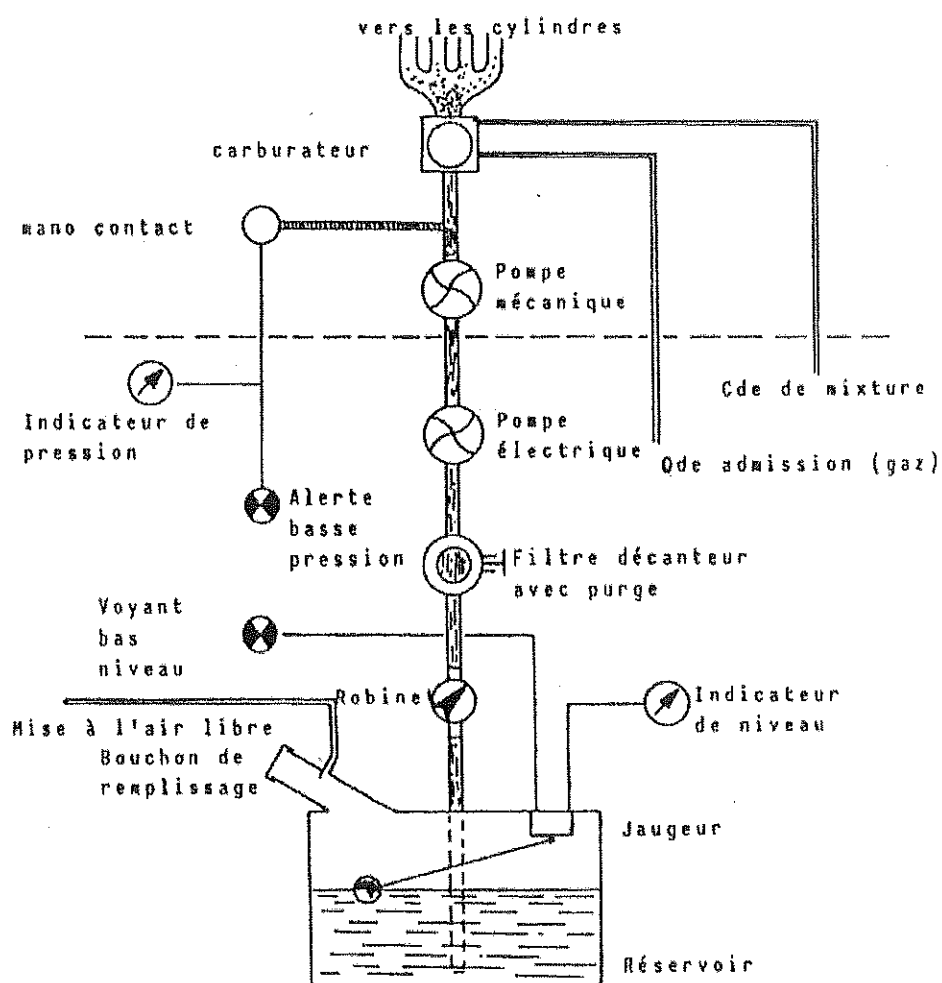 vers les cylindres
carburateur
mano contact
Pompe
mécanique
Cde de mixture
Indicateur de
pression
Pompe
électrique
Cde admission (gaz)
Alerte
basse
pression
Filtre décanteur
avec purge
Voyant
bas
niveau
Robinet
Indicateur
de niveau
Mise à l'air libre
Bouchon de
remplissage
Jaugeur
Réservoir